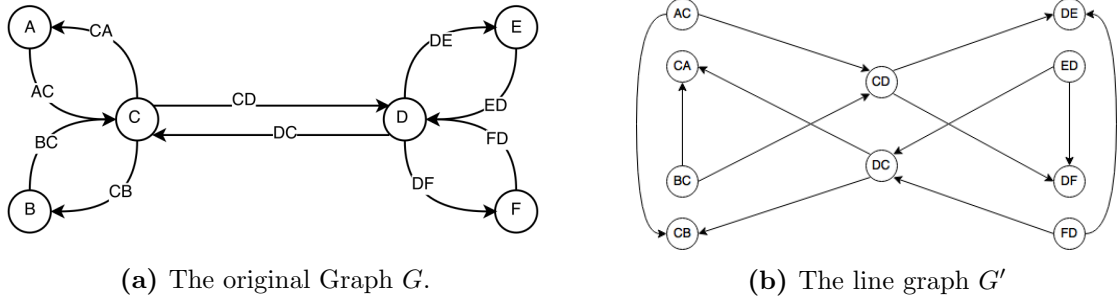 A
CA
E
DE
AC
C
CD
D
ED
BC
DC
FD
CB
DF
B
F
(a) The original Graph G.
AC
DE
CA
CD
ED
DC
BC
DF
CB
FD
(b) The line graph G′